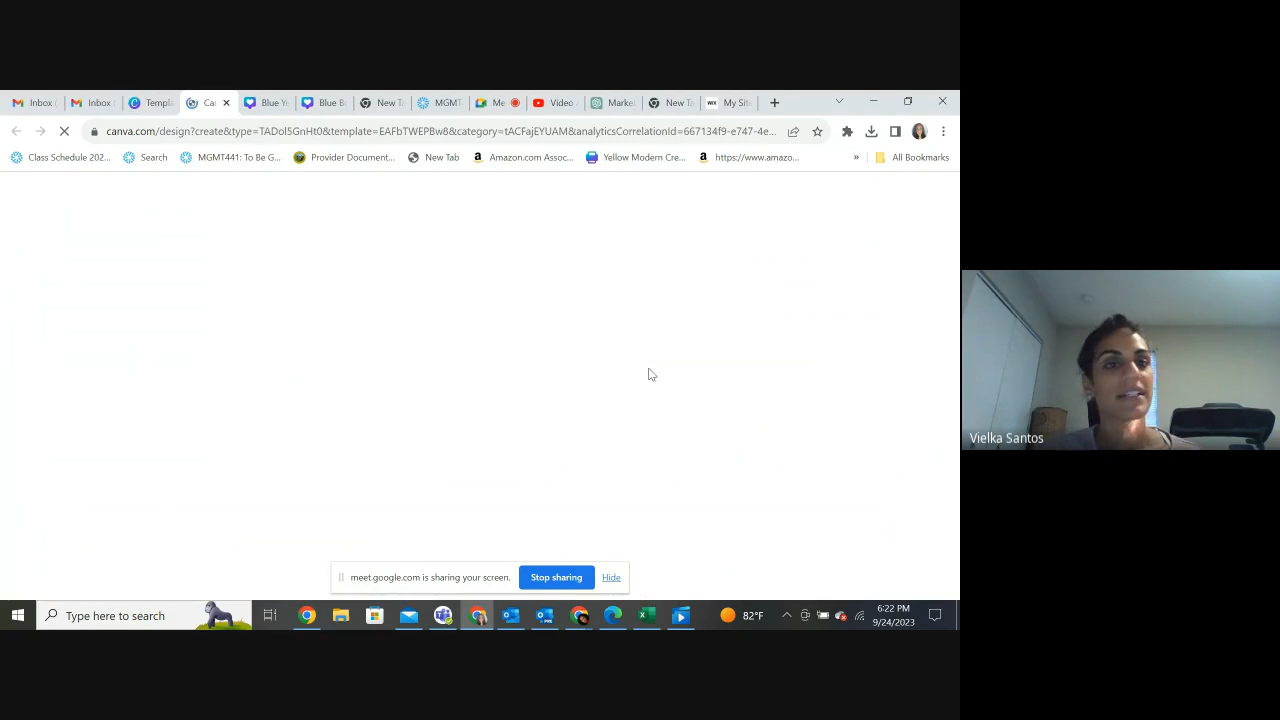 Inbox (
Inbox (
Templ
Ca
Blue Ye
Blue B
New Ta
MGMT
Me
Video
Marke
New Ta
My Sit
canva.com/design?create&type=TADol5GnHt0&template=EAFbTWEPBw8&category=tACFajEYUAM&analyticsCorrelationId=667134f9-e747-4e...
Class Schedule 202...
Search
MGMT441: To Be G...
Provider Document...
New Tab
Amazon.com Assoc...
Yellow Modern Cre...
https://www.amazo...
»
All Bookmarks
Vielka Santos
meet.google.com is sharing your screen.
Stop sharing
Hide
Type here to search
82°F
6:22 PM
9/24/2023